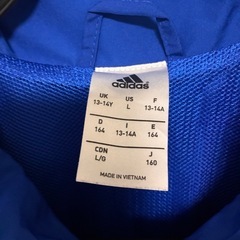 adidas
UK US F
13-14Y L 13-14A
D I E
164 13-14A 164
CDN J
L/G 160
MADE IN VIETNAM